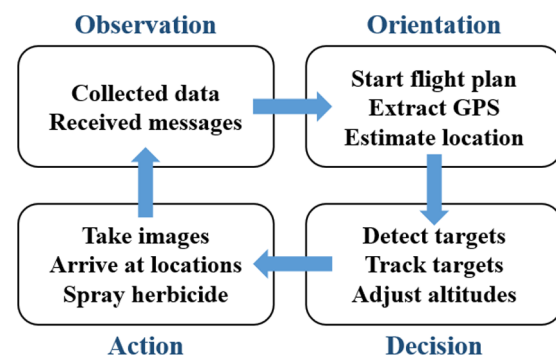 Observation
Collected data
Received messages
Orientation
Start flight plan
Extract GPS
Estimate location
Detect targets
Track targets
Adjust altitudes
Decision
Take images
Arrive at locations
Spray herbicide
Action